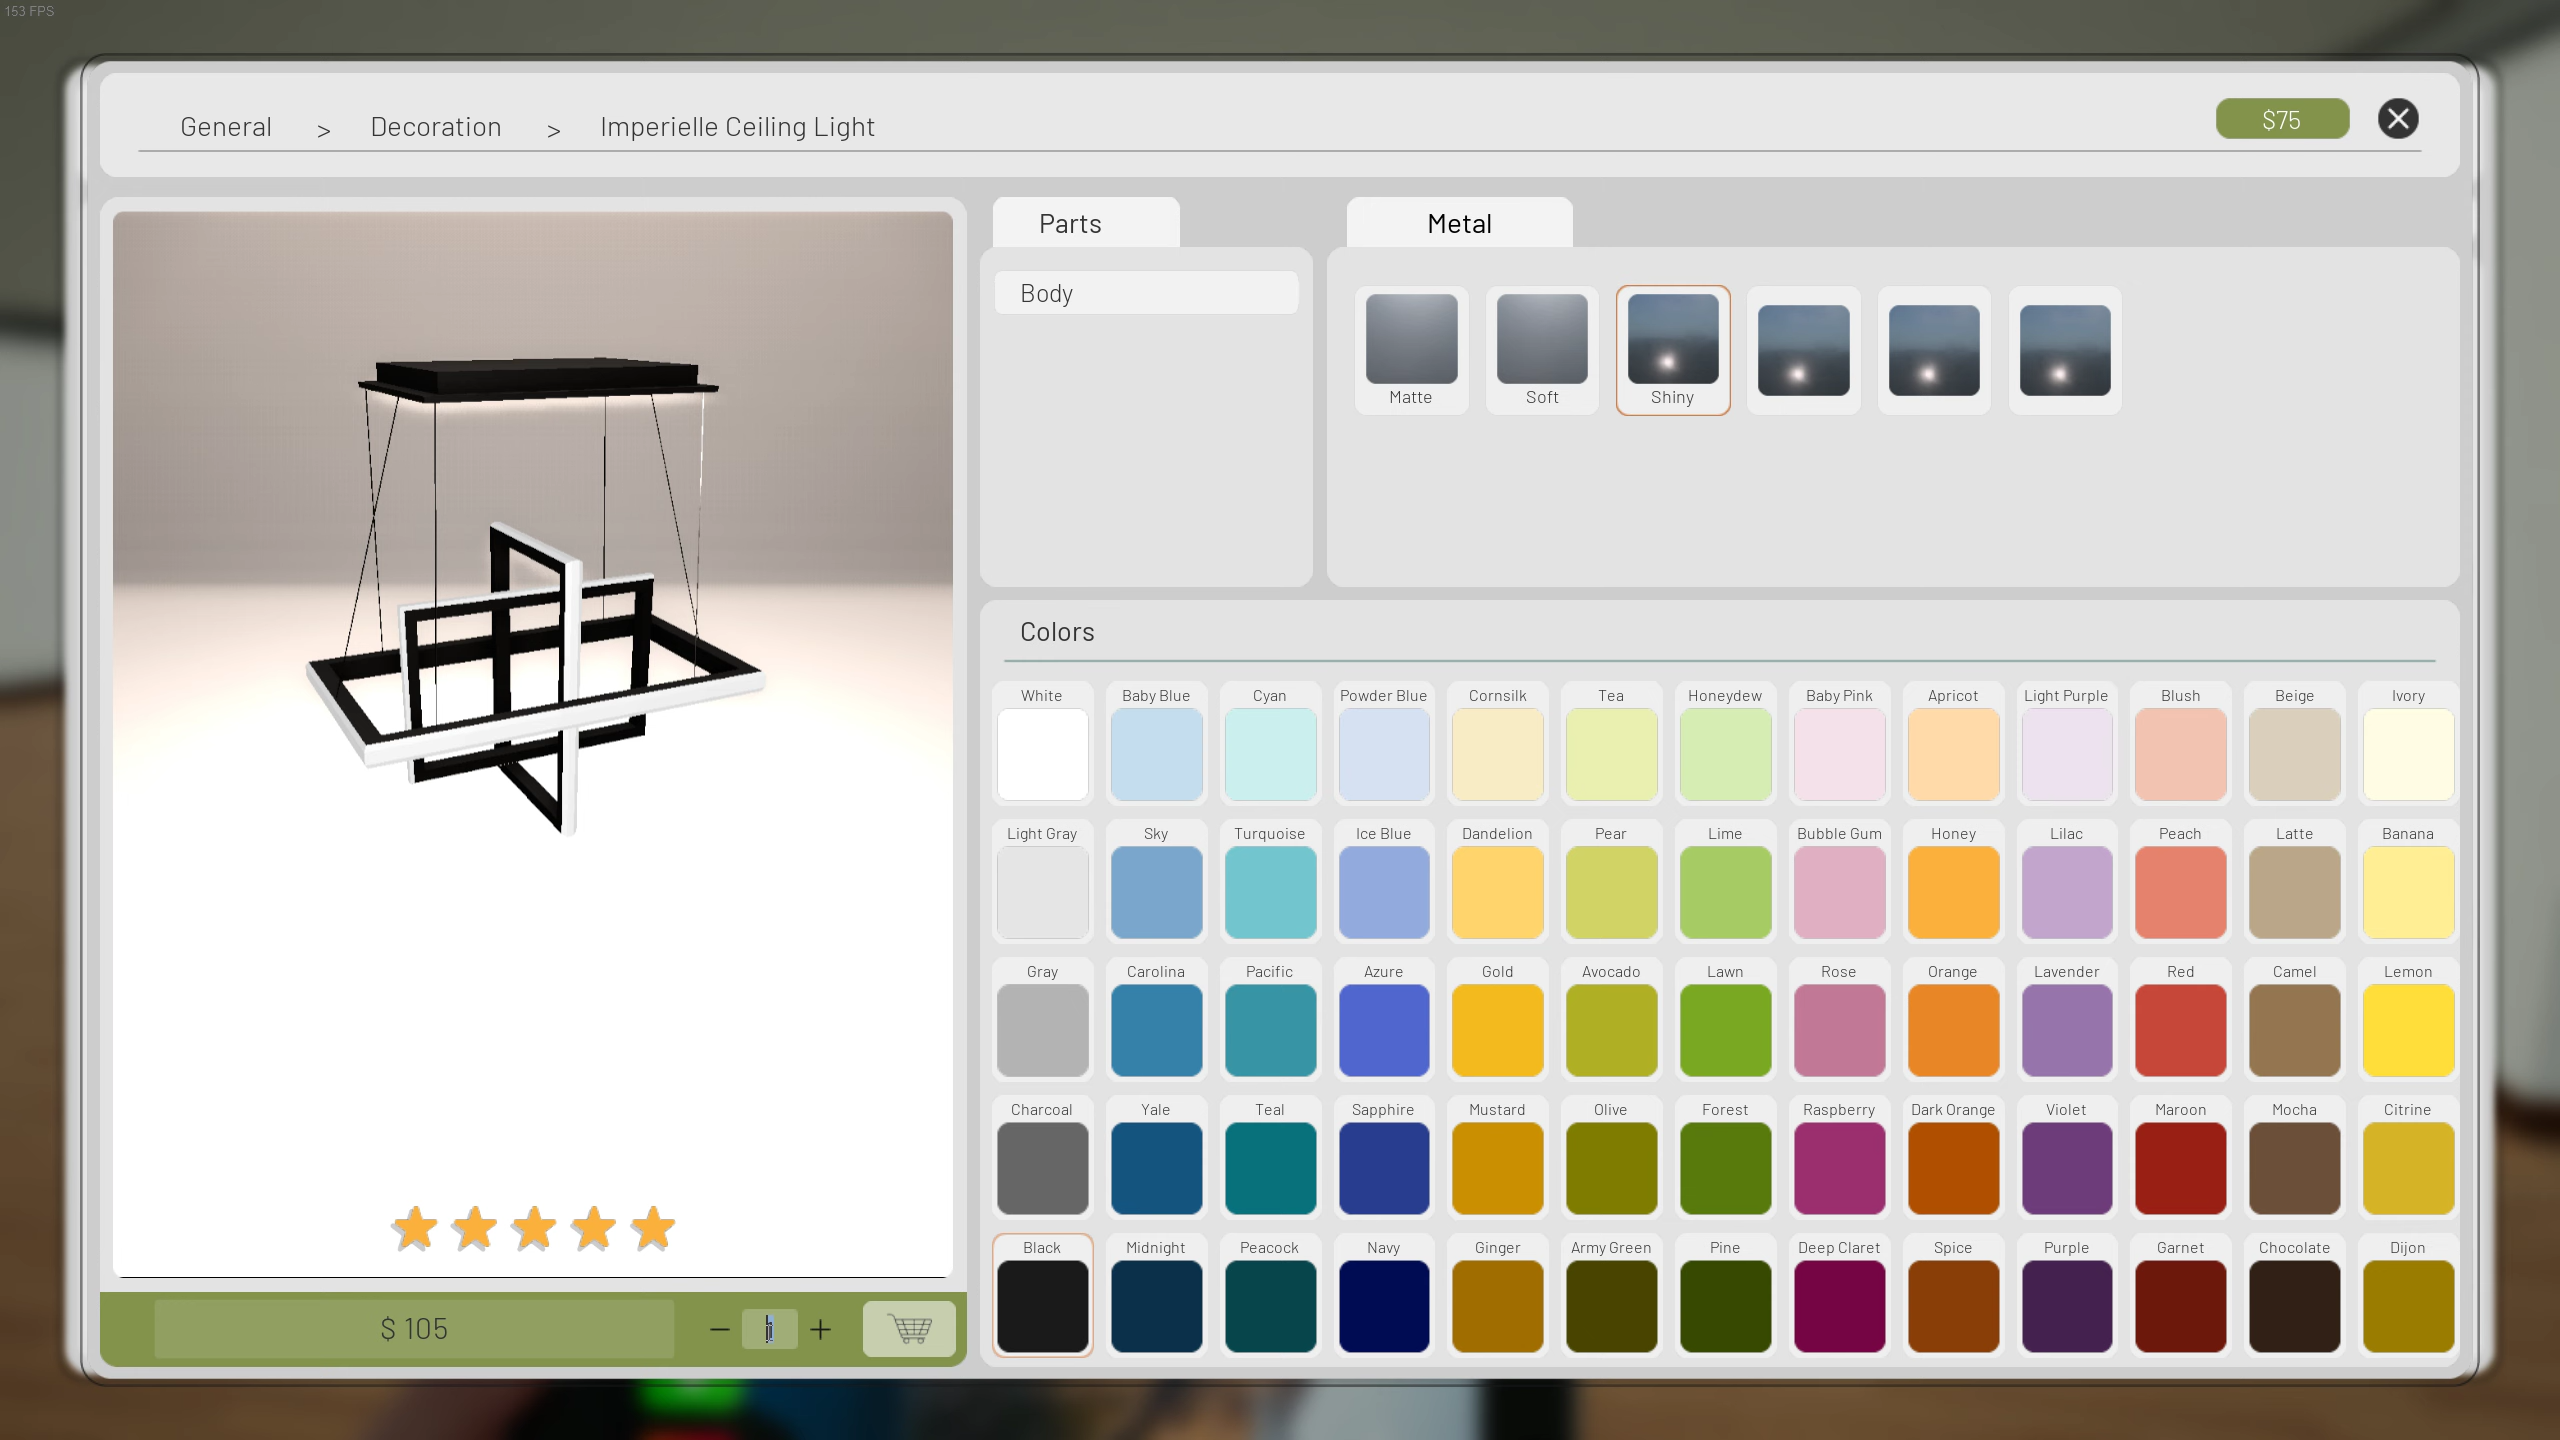 153 FPS
General > Decoration > Imperielle Ceiling Light
$75
Parts
Metal
Body
Matte Soft Shiny
Colors
White Baby Blue Cyan Powder Blue Cornsilk Tea Honeydew Baby Pink Apricot Light Purple Blush Beige Ivory
Light Gray Sky Turquoise Ice Blue Dandelion Pear Lime Bubble Gum Honey Lilac Peach Latte Banana
Gray Carolina Pacific Azure Gold Avocado Lawn Rose Orange Lavender Red Camel Lemon
Charcoal Yale Teal Sapphire Mustard Olive Forest Raspberry Dark Orange Violet Maroon Mocha Citrine
Black Midnight Peacock Navy Ginger Army Green Pine Deep Claret Spice Purple Garnet Chocolate Dijon
$ 105
− +